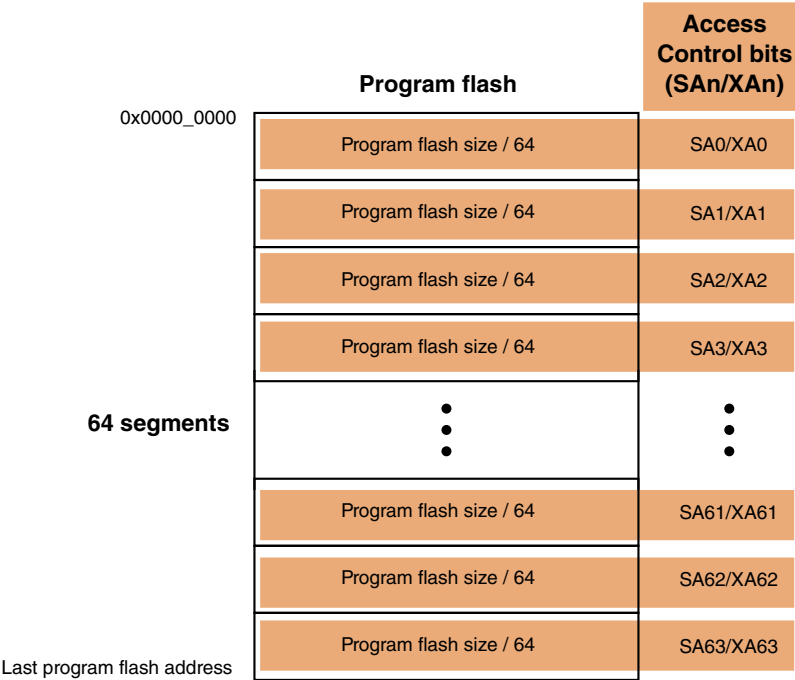 Access
Control bits
(SAn/XAn)
Program flash
0x0000_0000
Program flash size / 64 SA0/XA0
Program flash size / 64 SA1/XA1
Program flash size / 64 SA2/XA2
Program flash size / 64 SA3/XA3
64 segments
Program flash size / 64 SA61/XA61
Program flash size / 64 SA62/XA62
Program flash size / 64 SA63/XA63
Last program flash address